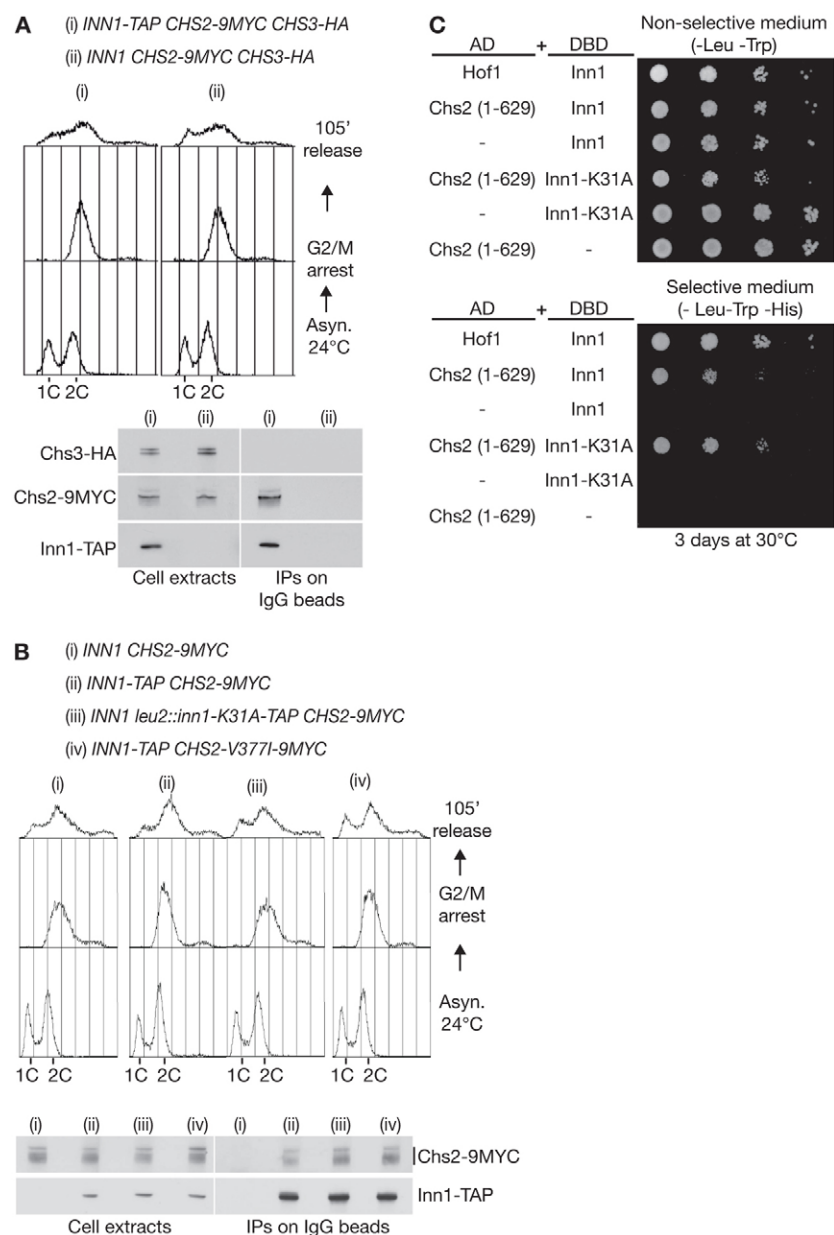 A
(i) INN1-TAP CHS2-9MYC CHS3-HA
(ii) INN1 CHS2-9MYC CHS3-HA
(i) (ii)
105'
release
G2/M
arrest
Asyn.
24°C
1C 2C 1C 2C
(i) (ii) (i) (ii)
Chs3-HA
Chs2-9MYC
Inn1-TAP
Cell extracts IPs on
IgG beads
B
(i) INN1 CHS2-9MYC
(ii) INN1-TAP CHS2-9MYC
(iii) INN1 leu2::inn1-K31A-TAP CHS2-9MYC
(iv) INN1-TAP CHS2-V377I-9MYC
(i) (ii) (iii) (iv)
105'
release
G2/M
arrest
Asyn.
24°C
1C 2C 1C 2C 1C 2C 1C 2C
(i) (ii) (iii) (iv) (i) (ii) (iii) (iv)
Chs2-9MYC
Inn1-TAP
Cell extracts IPs on IgG beads
C
Non-selective medium
(-Leu -Trp)
AD + DBD
Hof1 Inn1
Chs2 (1-629) Inn1
- Inn1
Chs2 (1-629) Inn1-K31A
- Inn1-K31A
Chs2 (1-629) -
Selective medium
(- Leu-Trp -His)
AD + DBD
Hof1 Inn1
Chs2 (1-629) Inn1
- Inn1
Chs2 (1-629) Inn1-K31A
- Inn1-K31A
Chs2 (1-629) -
3 days at 30°C